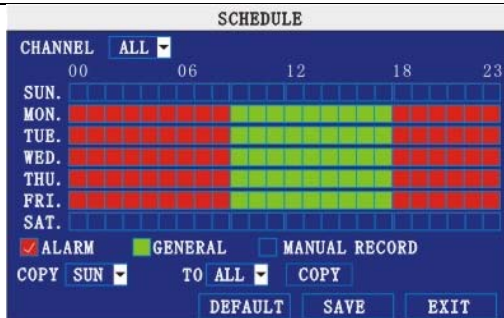 SCHEDULE
CHANNEL ALL
00 06 12 18 23
SUN.
MON.
TUE.
WED.
THU.
FRI.
SAT.
ALARM GENERAL MANUAL RECORD
COPY SUN TO ALL COPY
DEFAULT SAVE EXIT